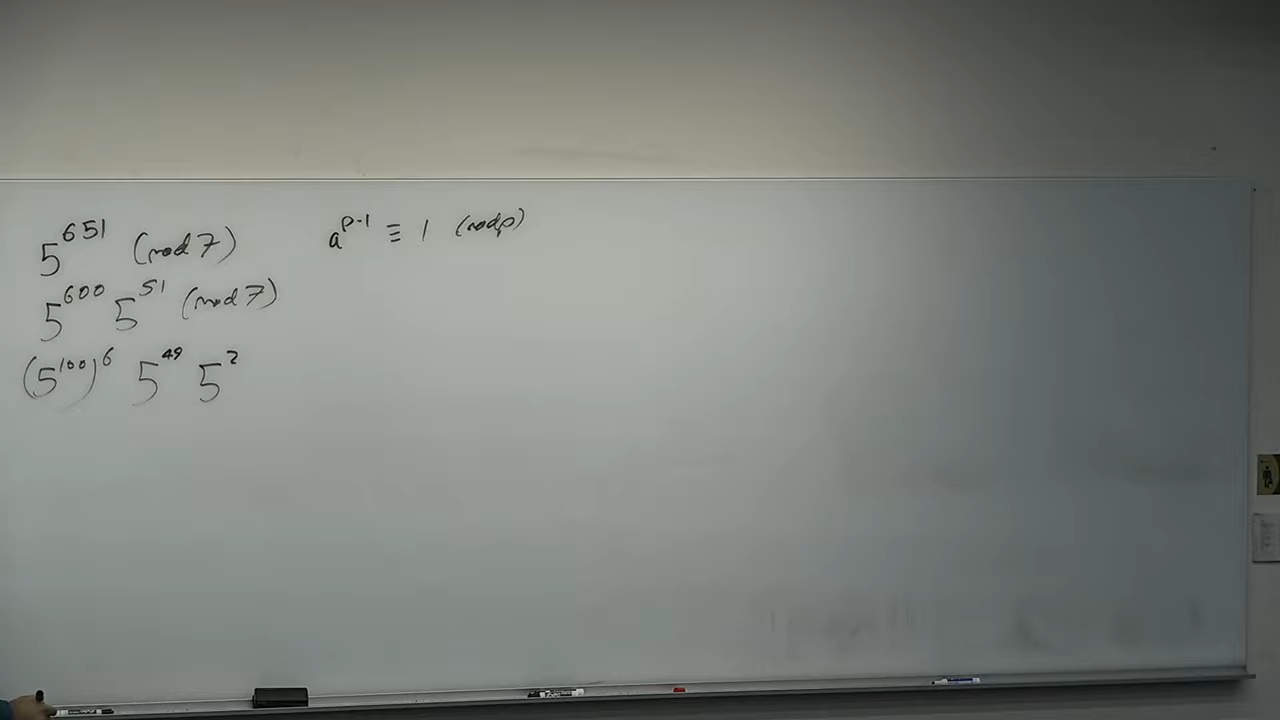 5^651 (mod 7)
a^p-1 ≡ 1 (mod p)
5^600 5^51 (mod 7)
(5^100)^6 5^49 5^2